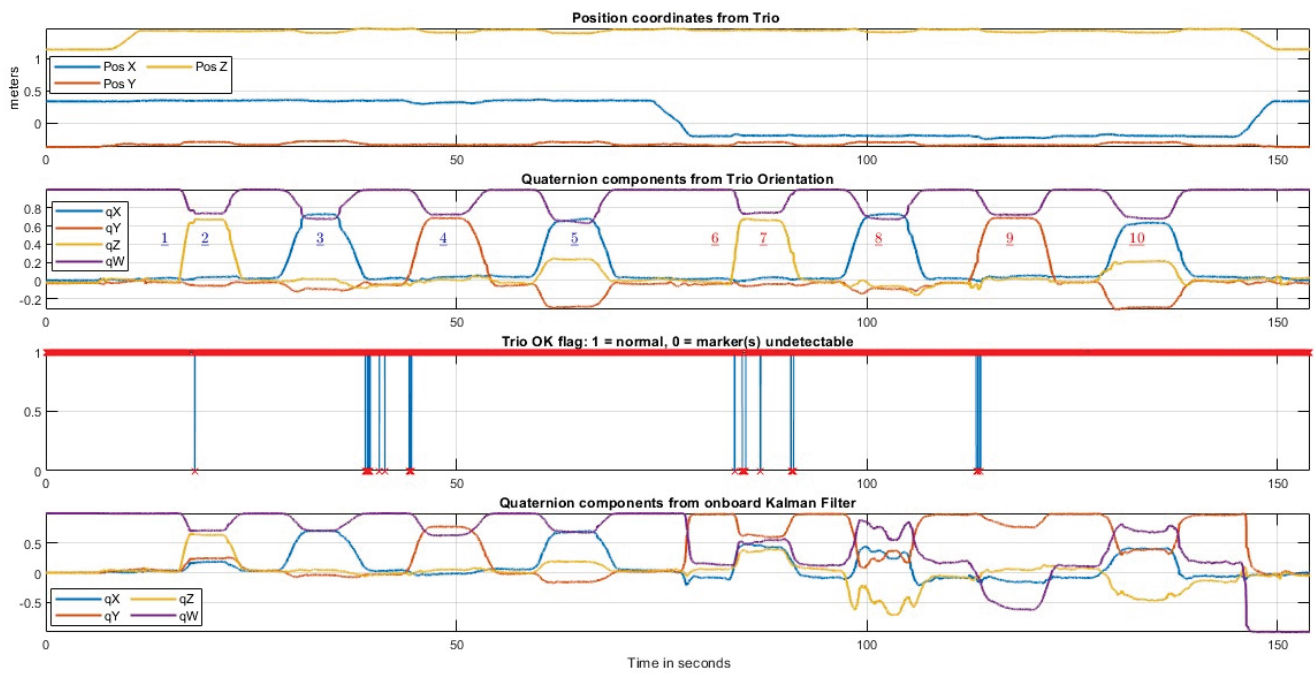 Position coordinates from Trio
meters
1
0.5
0
Pos X Pos Z
Pos Y
0 50 100 150
Quaternion components from Trio Orientation
0.8
0.6
0.4
0.2
0
-0.2
qX
qY
qZ
qW
1 2 3 4 5 6 7 8 9 10
0 50 100 150
Trio OK flag: 1 = normal, 0 = marker(s) undetectable
1
0.5
0
0 50 100 150
Quaternion components from onboard Kalman Filter
0.5
0
-0.5
qX qZ
qY qW
0 50 100 150
Time in seconds